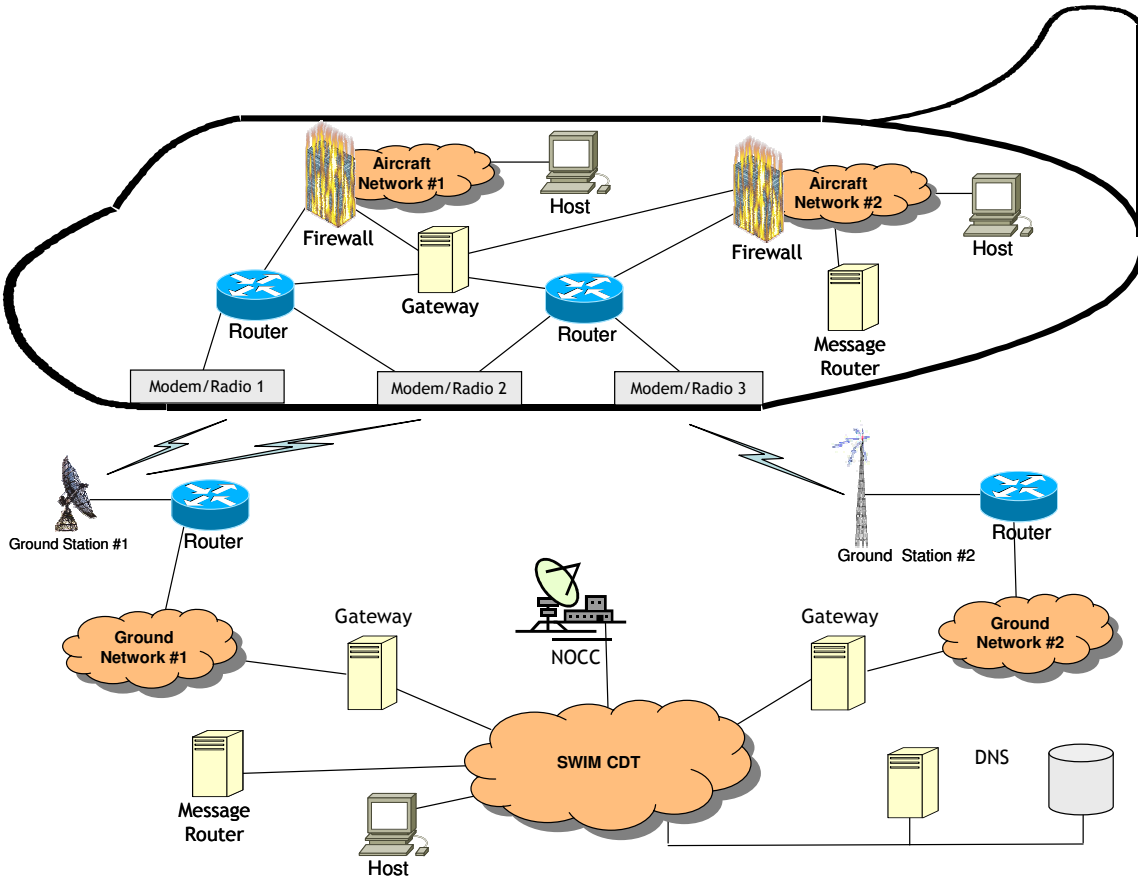 Aircraft
Network #1
Host
Firewall
Aircraft
Network #2
Host
Firewall
Gateway
Router
Router
Message
Router
Modem/Radio 1
Modem/Radio 2
Modem/Radio 3
Ground Station #1
Router
Ground Station #2
Router
Ground
Network #1
Gateway
NOCC
Gateway
Ground
Network #2
SWIM CDT
DNS
Message
Router
Host